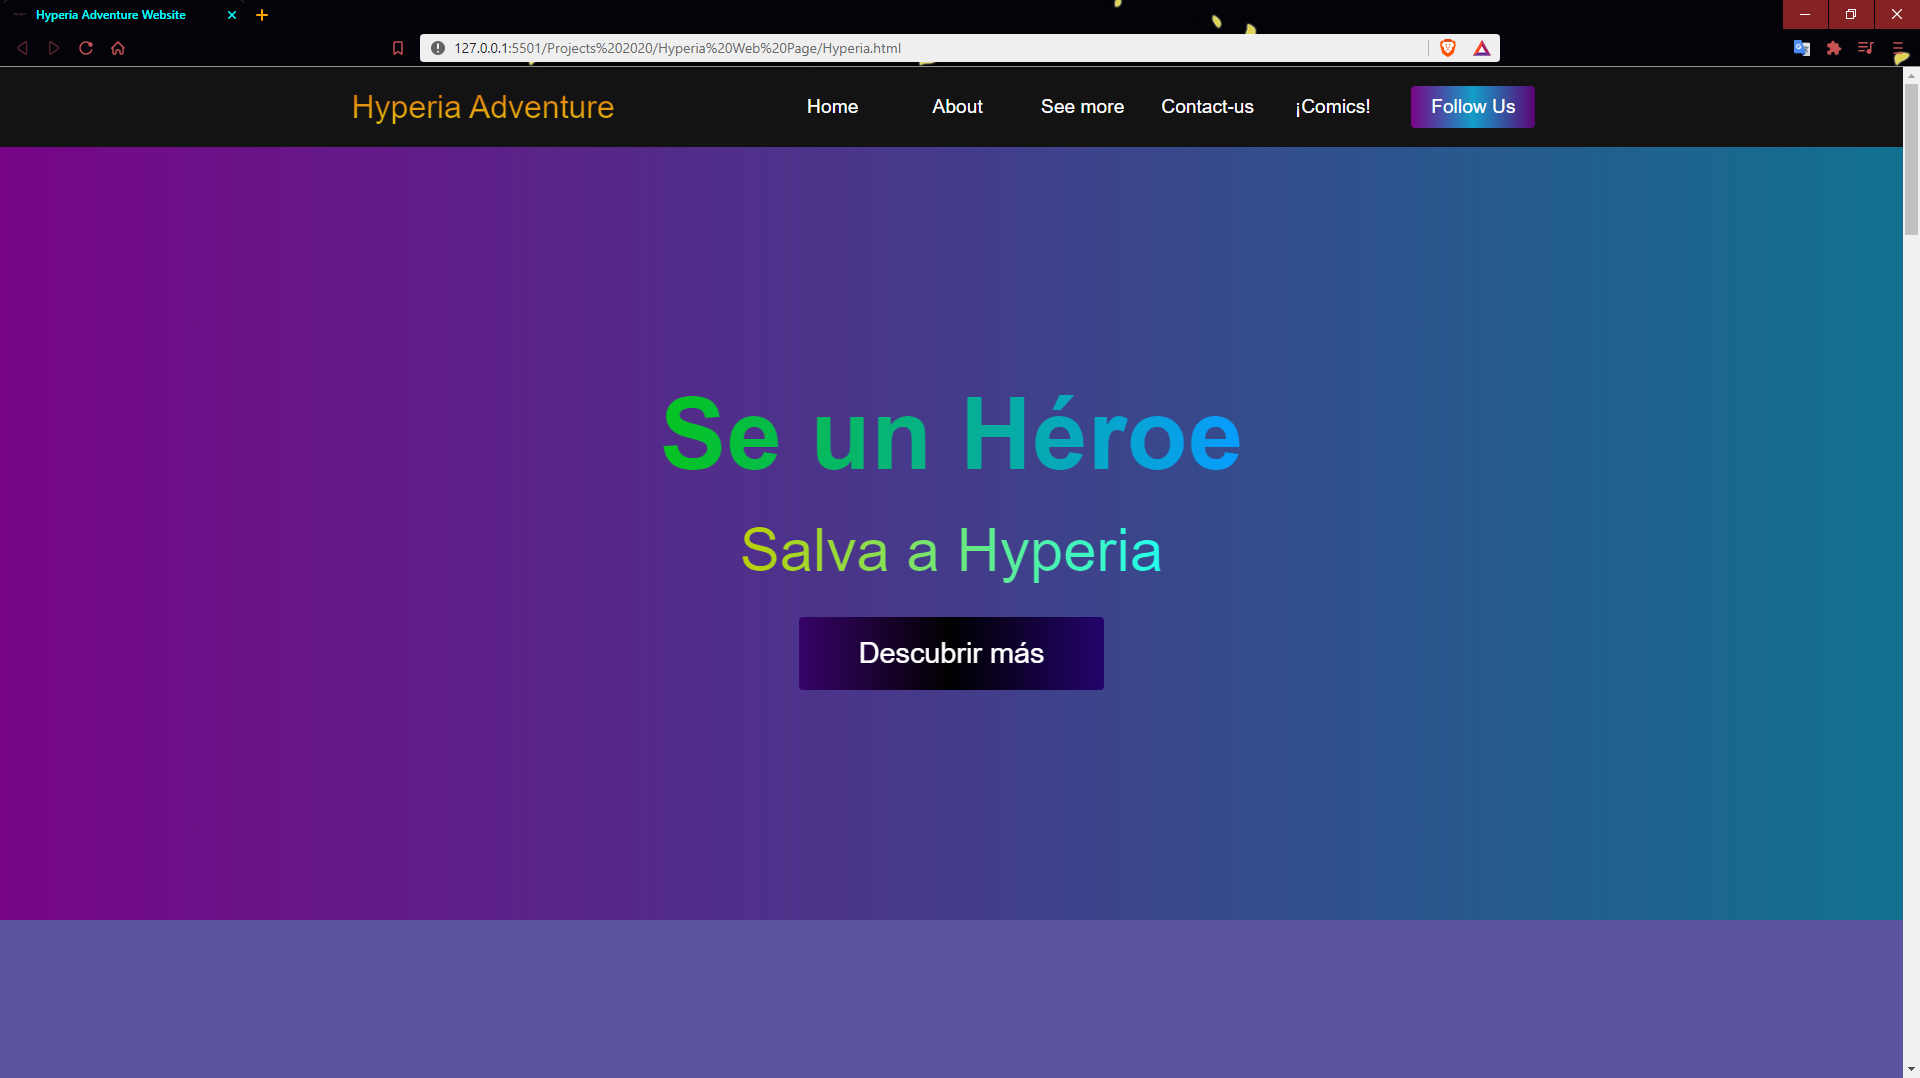 Hyperia Adventure Website
127.0.0.1:5501/Projects%202020/Hyperia%20Web%20Page/Hyperia.html
Hyperia Adventure Home About See more Contact-us ¡Comics! Follow Us
Se un Héroe
Salva a Hyperia
Descubrir más